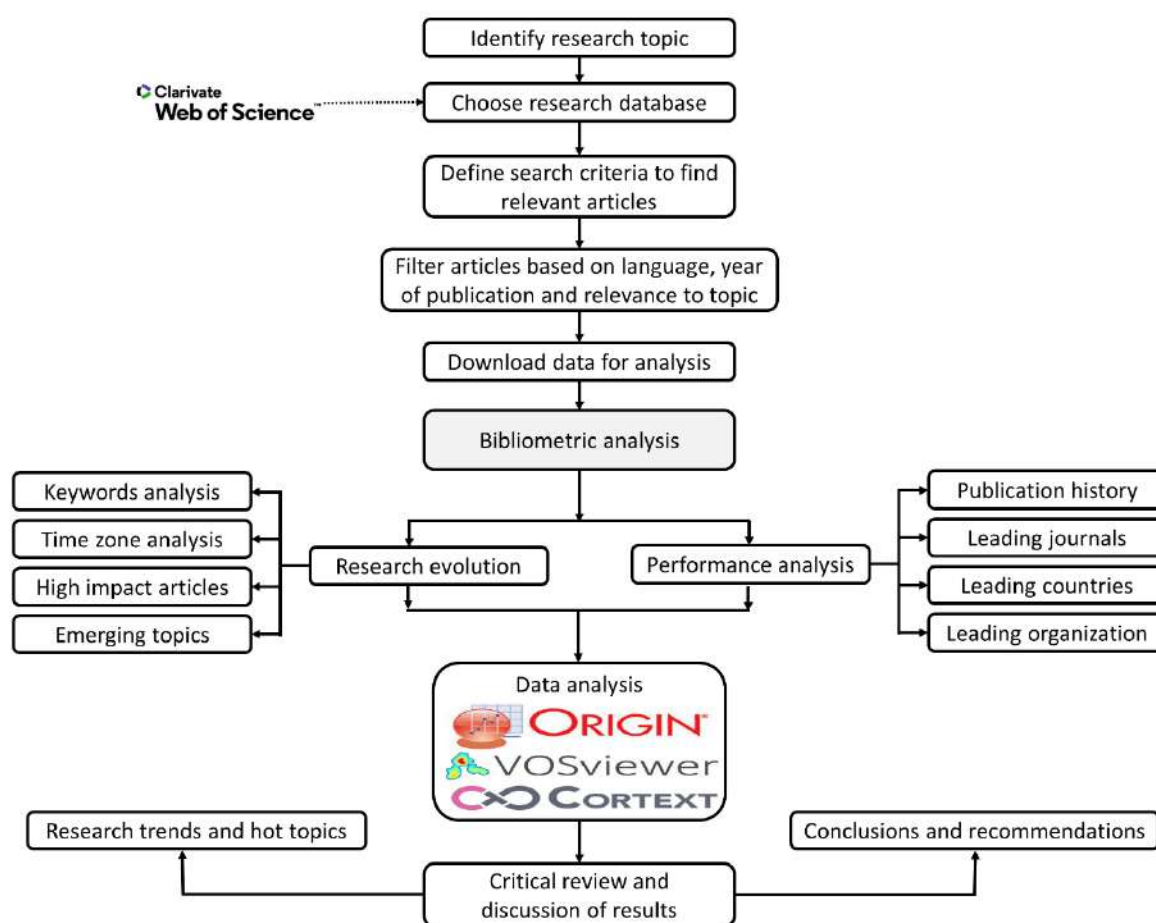 Identify research topic
Clarivate
Web of Science™
Choose research database
Define search criteria to find
relevant articles
Filter articles based on language, year
of publication and relevance to topic
Download data for analysis
Bibliometric analysis
Keywords analysis
Time zone analysis
High impact articles
Emerging topics
Research evolution
Performance analysis
Publication history
Leading journals
Leading countries
Leading organization
Data analysis
ORIGIN®
VOSviewer
CORTEXT
Research trends and hot topics
Conclusions and recommendations
Critical review and
discussion of results